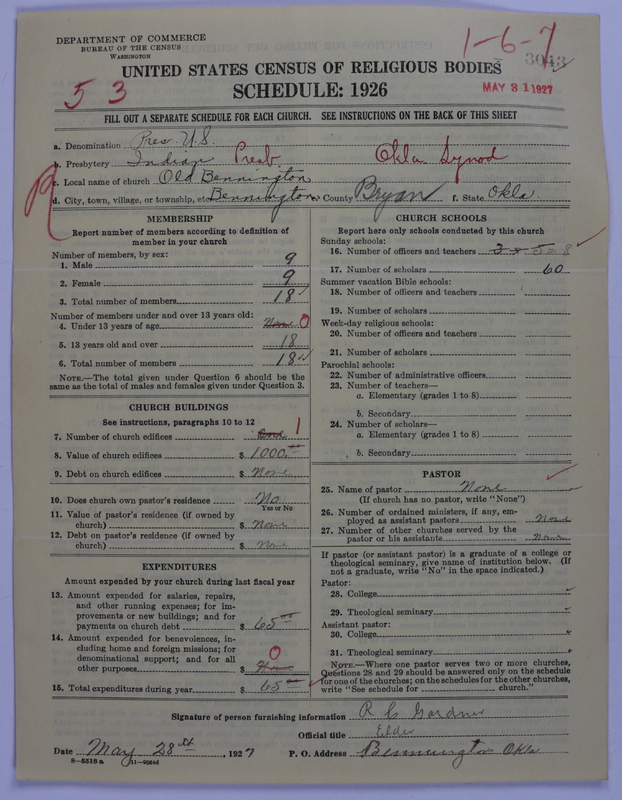 DEPARTMENT OF COMMERCE
BUREAU OF THE CENSUS
WASHINGTON
1-6-7
3043
MAY 31 1927
53
UNITED STATES CENSUS OF RELIGIOUS BODIES
SCHEDULE: 1926
FILL OUT A SEPARATE SCHEDULE FOR EACH CHURCH. SEE INSTRUCTIONS ON THE BACK OF THIS SHEET
a. Denomination Pres. U.S.
b. Presbytery Indian Presb. Okla Synod
c. Local name of church Old Bennington
d. City, town, village, or township, etc Bennington County Bryan f. State Okla.
R
MEMBERSHIP
Report number of members according to definition of
member in your church
Number of members, by sex:
1. Male 9
2. Female 9
3. Total number of members 18
Number of members under and over 13 years old:
4. Under 13 years of age None 0
5. 13 years old and over 18
6. Total number of members 18
NOTE.—The total given under Question 6 should be the
same as the total of males and females given under Question 3.
CHURCH BUILDINGS
See instructions, paragraphs 10 to 12
7. Number of church edifices One 1
8. Value of church edifices $ 1000.00
9. Debt on church edifices $ None
10. Does church own pastor's residence No
Yes or No
11. Value of pastor's residence (if owned by
church) $ None
12. Debt on pastor's residence (if owned by
church) $ None
EXPENDITURES
Amount expended by your church during last fiscal year
13. Amount expended for salaries, repairs,
and other running expenses; for im-
provements or new buildings; and for
payments on church debt $ 65.00
14. Amount expended for benevolences, in-
cluding home and foreign missions; for
denominational support; and for all
other purposes $ None 0
15. Total expenditures during year $ 65.00
CHURCH SCHOOLS
Report here only schools conducted by this church
Sunday schools:
16. Number of officers and teachers 3 x 5 = 8
17. Number of scholars 60
Summer vacation Bible schools:
18. Number of officers and teachers
19. Number of scholars
Week-day religious schools:
20. Number of officers and teachers
21. Number of scholars
Parochial schools:
22. Number of administrative officers
23. Number of teachers—
a. Elementary (grades 1 to 8)
b. Secondary
24. Number of scholars—
a. Elementary (grades 1 to 8)
b. Secondary
PASTOR
25. Name of pastor None
(If church has no pastor, write "None")
26. Number of ordained ministers, if any, em-
ployed as assistant pastors None
27. Number of other churches served by the
pastor or his assistants None
If pastor (or assistant pastor) is a graduate of a college or
theological seminary, give name of institution below. (If
not a graduate, write "No" in the space indicated.)
Pastor:
28. College
29. Theological seminary
Assistant pastor:
30. College
31. Theological seminary
NOTE.—Where one pastor serves two or more churches,
Questions 28 and 29 should be answered only on the schedule
for one of the churches; on the schedules for the other churches,
write "See schedule for church."
Signature of person furnishing information R C Gardner
Official title Elder
Date May 28th, 1927 P. O. Address Bennington Okla
8-5518a 11-9064d